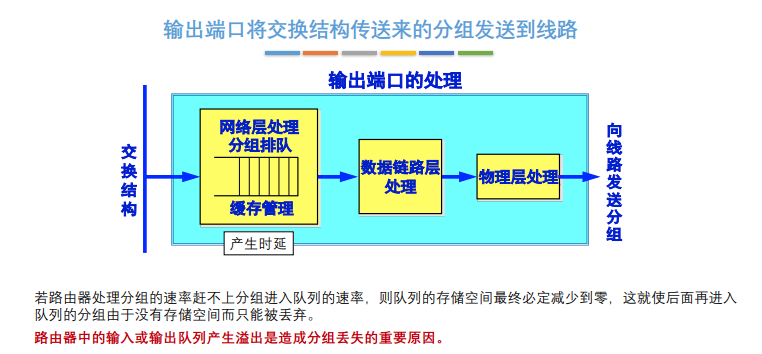 输出端口将交换结构传送来的分组发送到线路
输出端口的处理
交换结构
网络层处理
分组排队
缓存管理
产生时延
数据链路层
处理
物理层处理
向线路发送分组
若路由器处理分组的速率赶不上分组进入队列的速率，则队列的存储空间最终必定减少到零，这就使后面再进入
队列的分组由于没有存储空间而只能被丢弃。
路由器中的输入或输出队列产生溢出是造成分组丢失的重要原因。